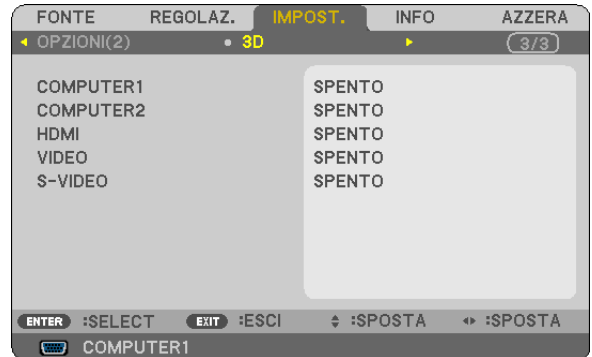 FONTE REGOLAZ. IMPOST. INFO AZZERA
OPZIONI(2) 3D 3/3
COMPUTER1 SPENTO
COMPUTER2 SPENTO
HDMI SPENTO
VIDEO SPENTO
S-VIDEO SPENTO
ENTER :SELECT EXIT :ESCI :SPOSTA :SPOSTA
COMPUTER1